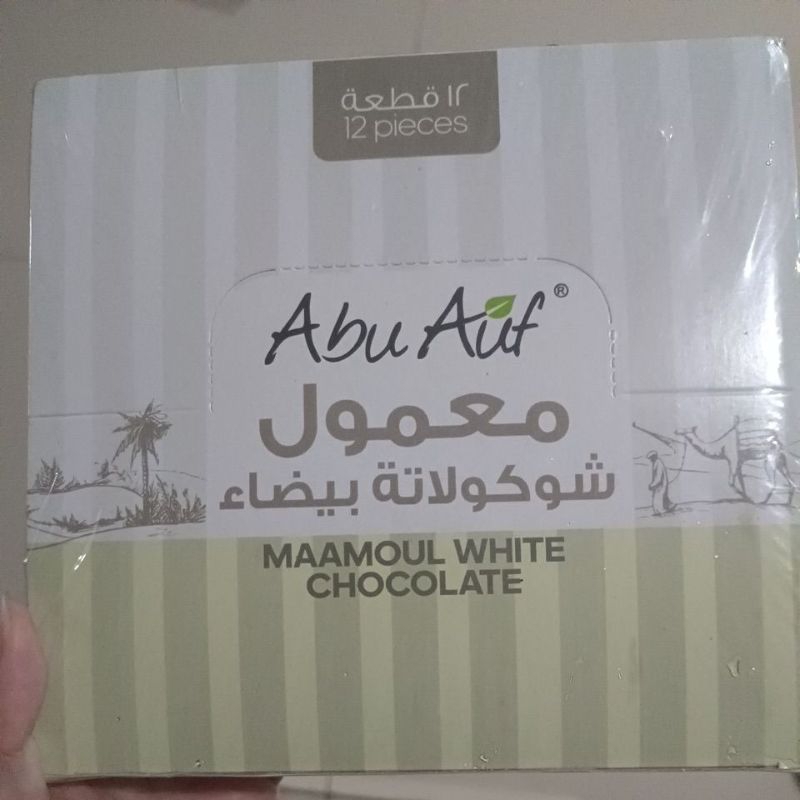 ١٢ قطعة
12 pieces
Abu Auf®
معمول
شوكولاتة بيضاء
MAAMOUL WHITE
CHOCOLATE